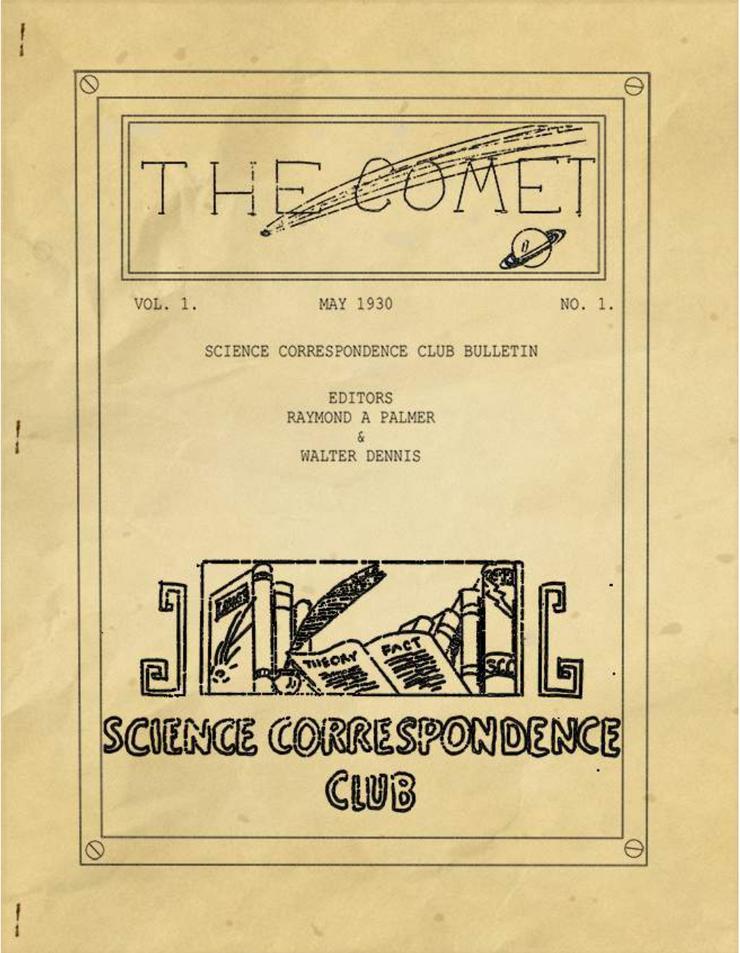 THE COMET
VOL. 1. MAY 1930 NO. 1.
SCIENCE CORRESPONDENCE CLUB BULLETIN
EDITORS
RAYMOND A PALMER
&
WALTER DENNIS
THEORY FACT
SCC
SCIENCE CORRESPONDENCE
CLUB